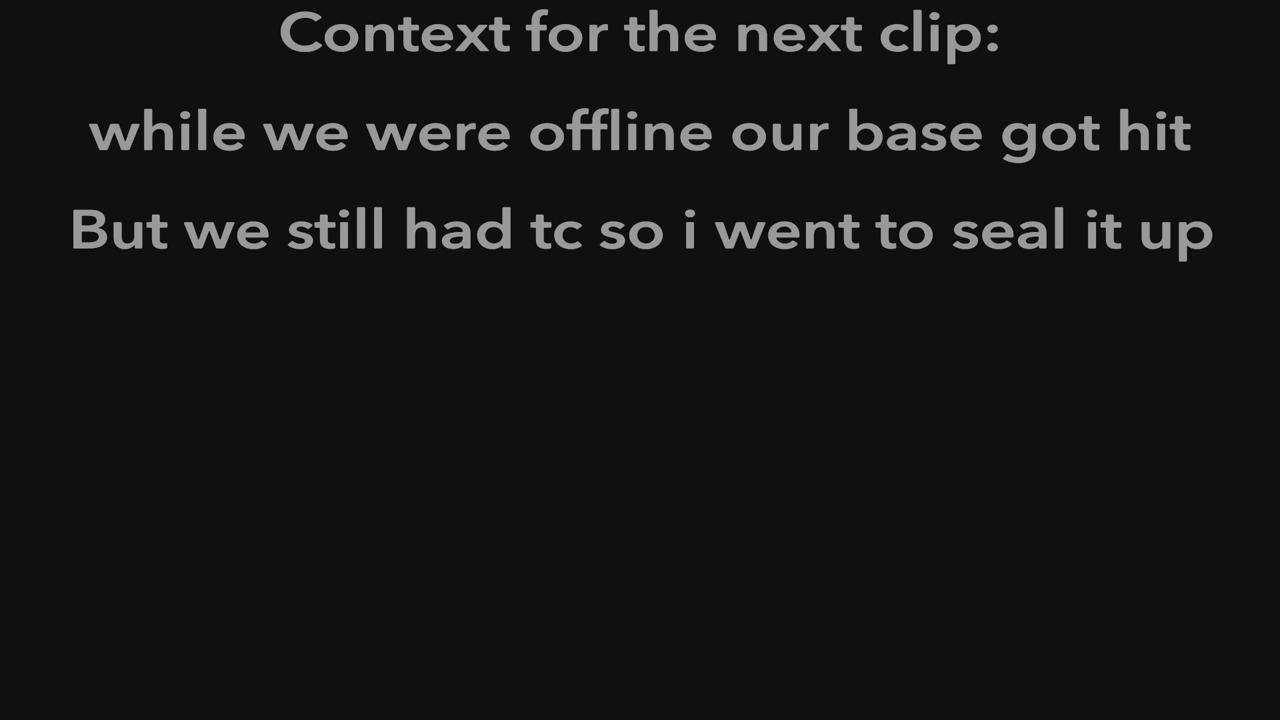 Context for the next clip:
while we were offline our base got hit
But we still had tc so i went to seal it up